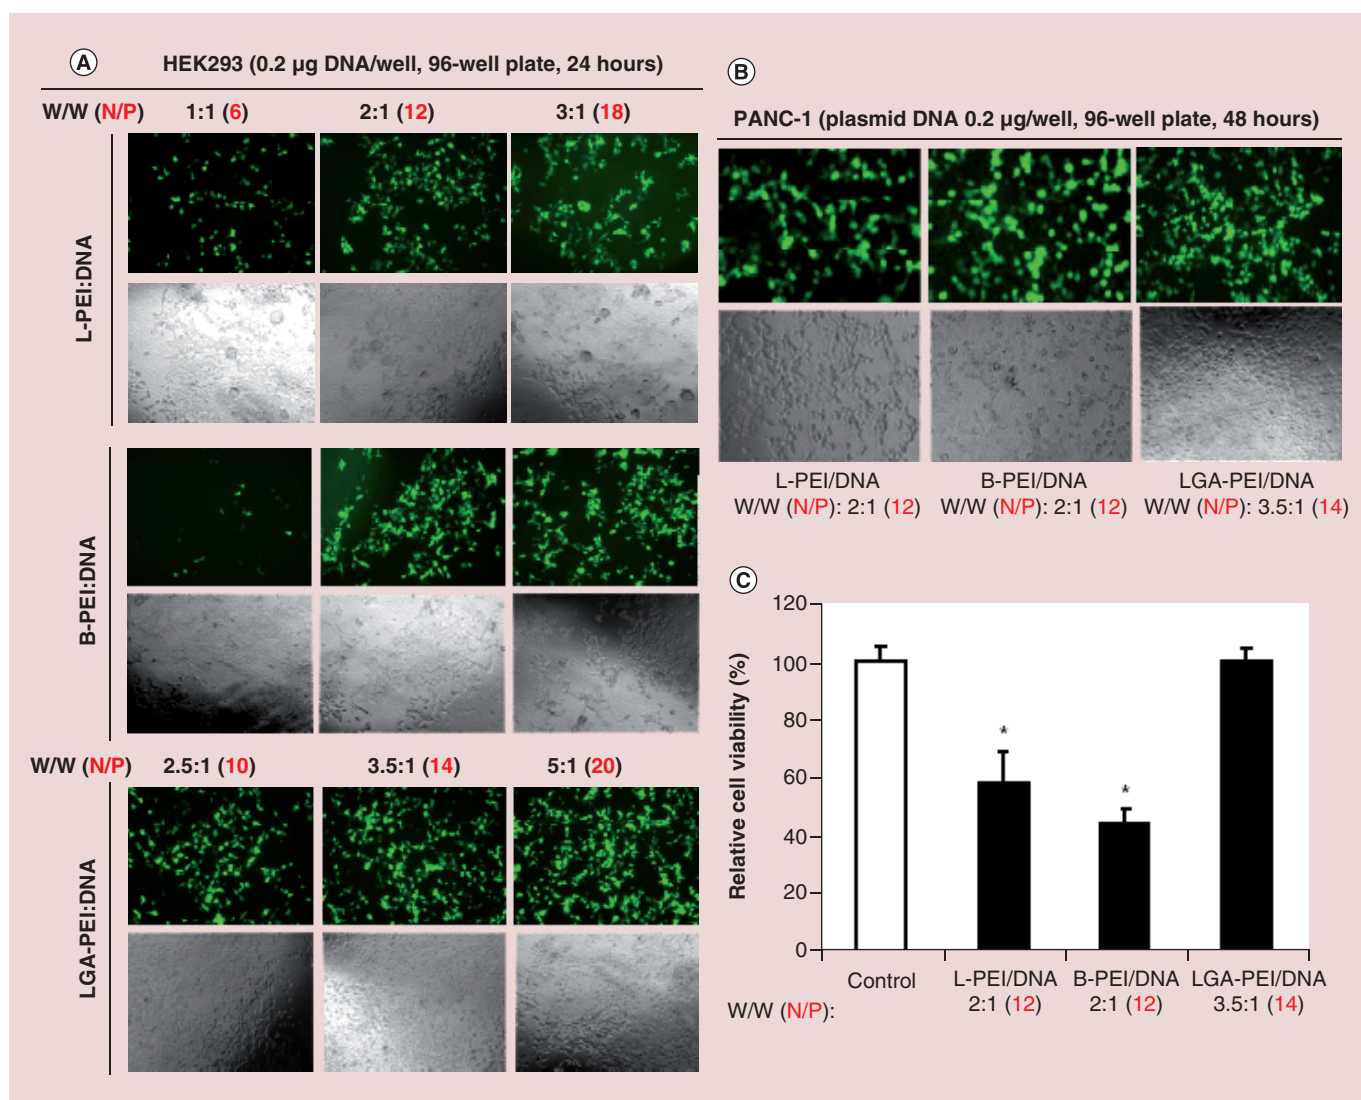 A
HEK293 (0.2 µg DNA/well, 96-well plate, 24 hours)
W/W (N/P) 1:1 (6) 2:1 (12) 3:1 (18)
L-PEI:DNA
B-PEI:DNA
W/W (N/P) 2.5:1 (10) 3.5:1 (14) 5:1 (20)
LGA-PEI:DNA
B
PANC-1 (plasmid DNA 0.2 µg/well, 96-well plate, 48 hours)
L-PEI/DNA B-PEI/DNA LGA-PEI/DNA
W/W (N/P): 2:1 (12) W/W (N/P): 2:1 (12) W/W (N/P): 3.5:1 (14)
C
Relative cell viability (%)
120
100
80
60
40
20
0
*
*
Control L-PEI/DNA B-PEI/DNA LGA-PEI/DNA
2:1 (12) 2:1 (12) 3.5:1 (14)
W/W (N/P):